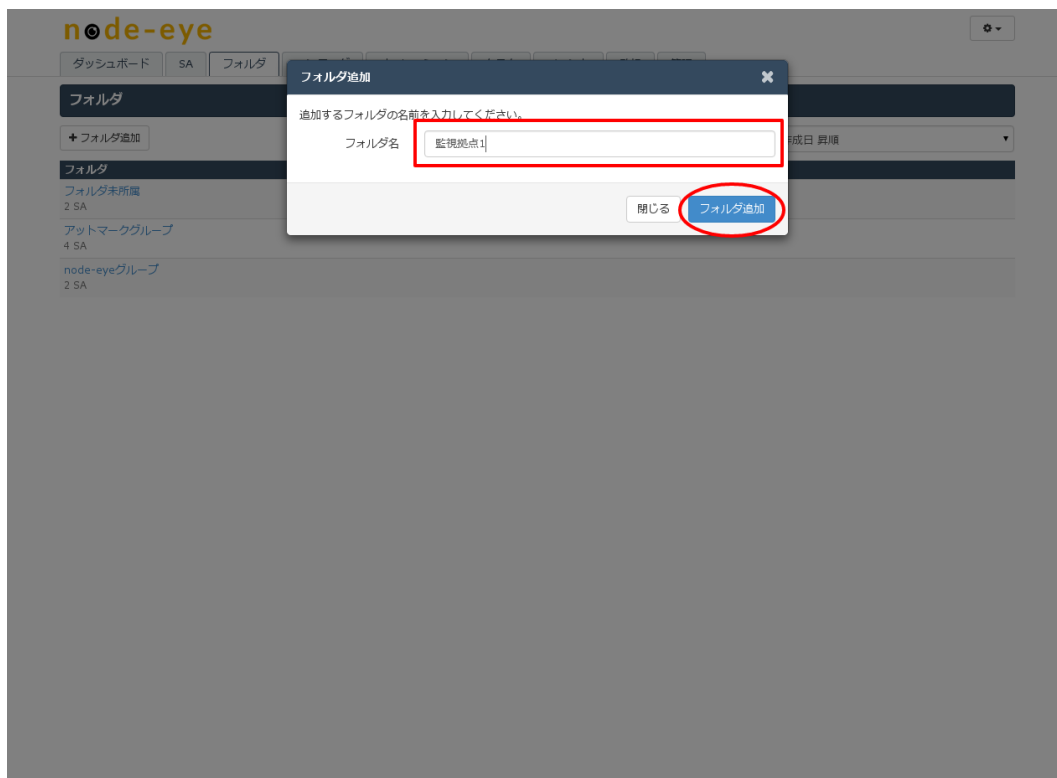 node-eye
ダッシュボード SA フォルダ
フォルダ追加
フォルダ
追加するフォルダの名前を入力してください。
+フォルダ追加
フォルダ名
監視拠点1
成日 昇順
フォルダ
フォルダ未所属
2 SA
閉じる フォルダ追加
アットマークグループ
4 SA
node-eyeグループ
2 SA